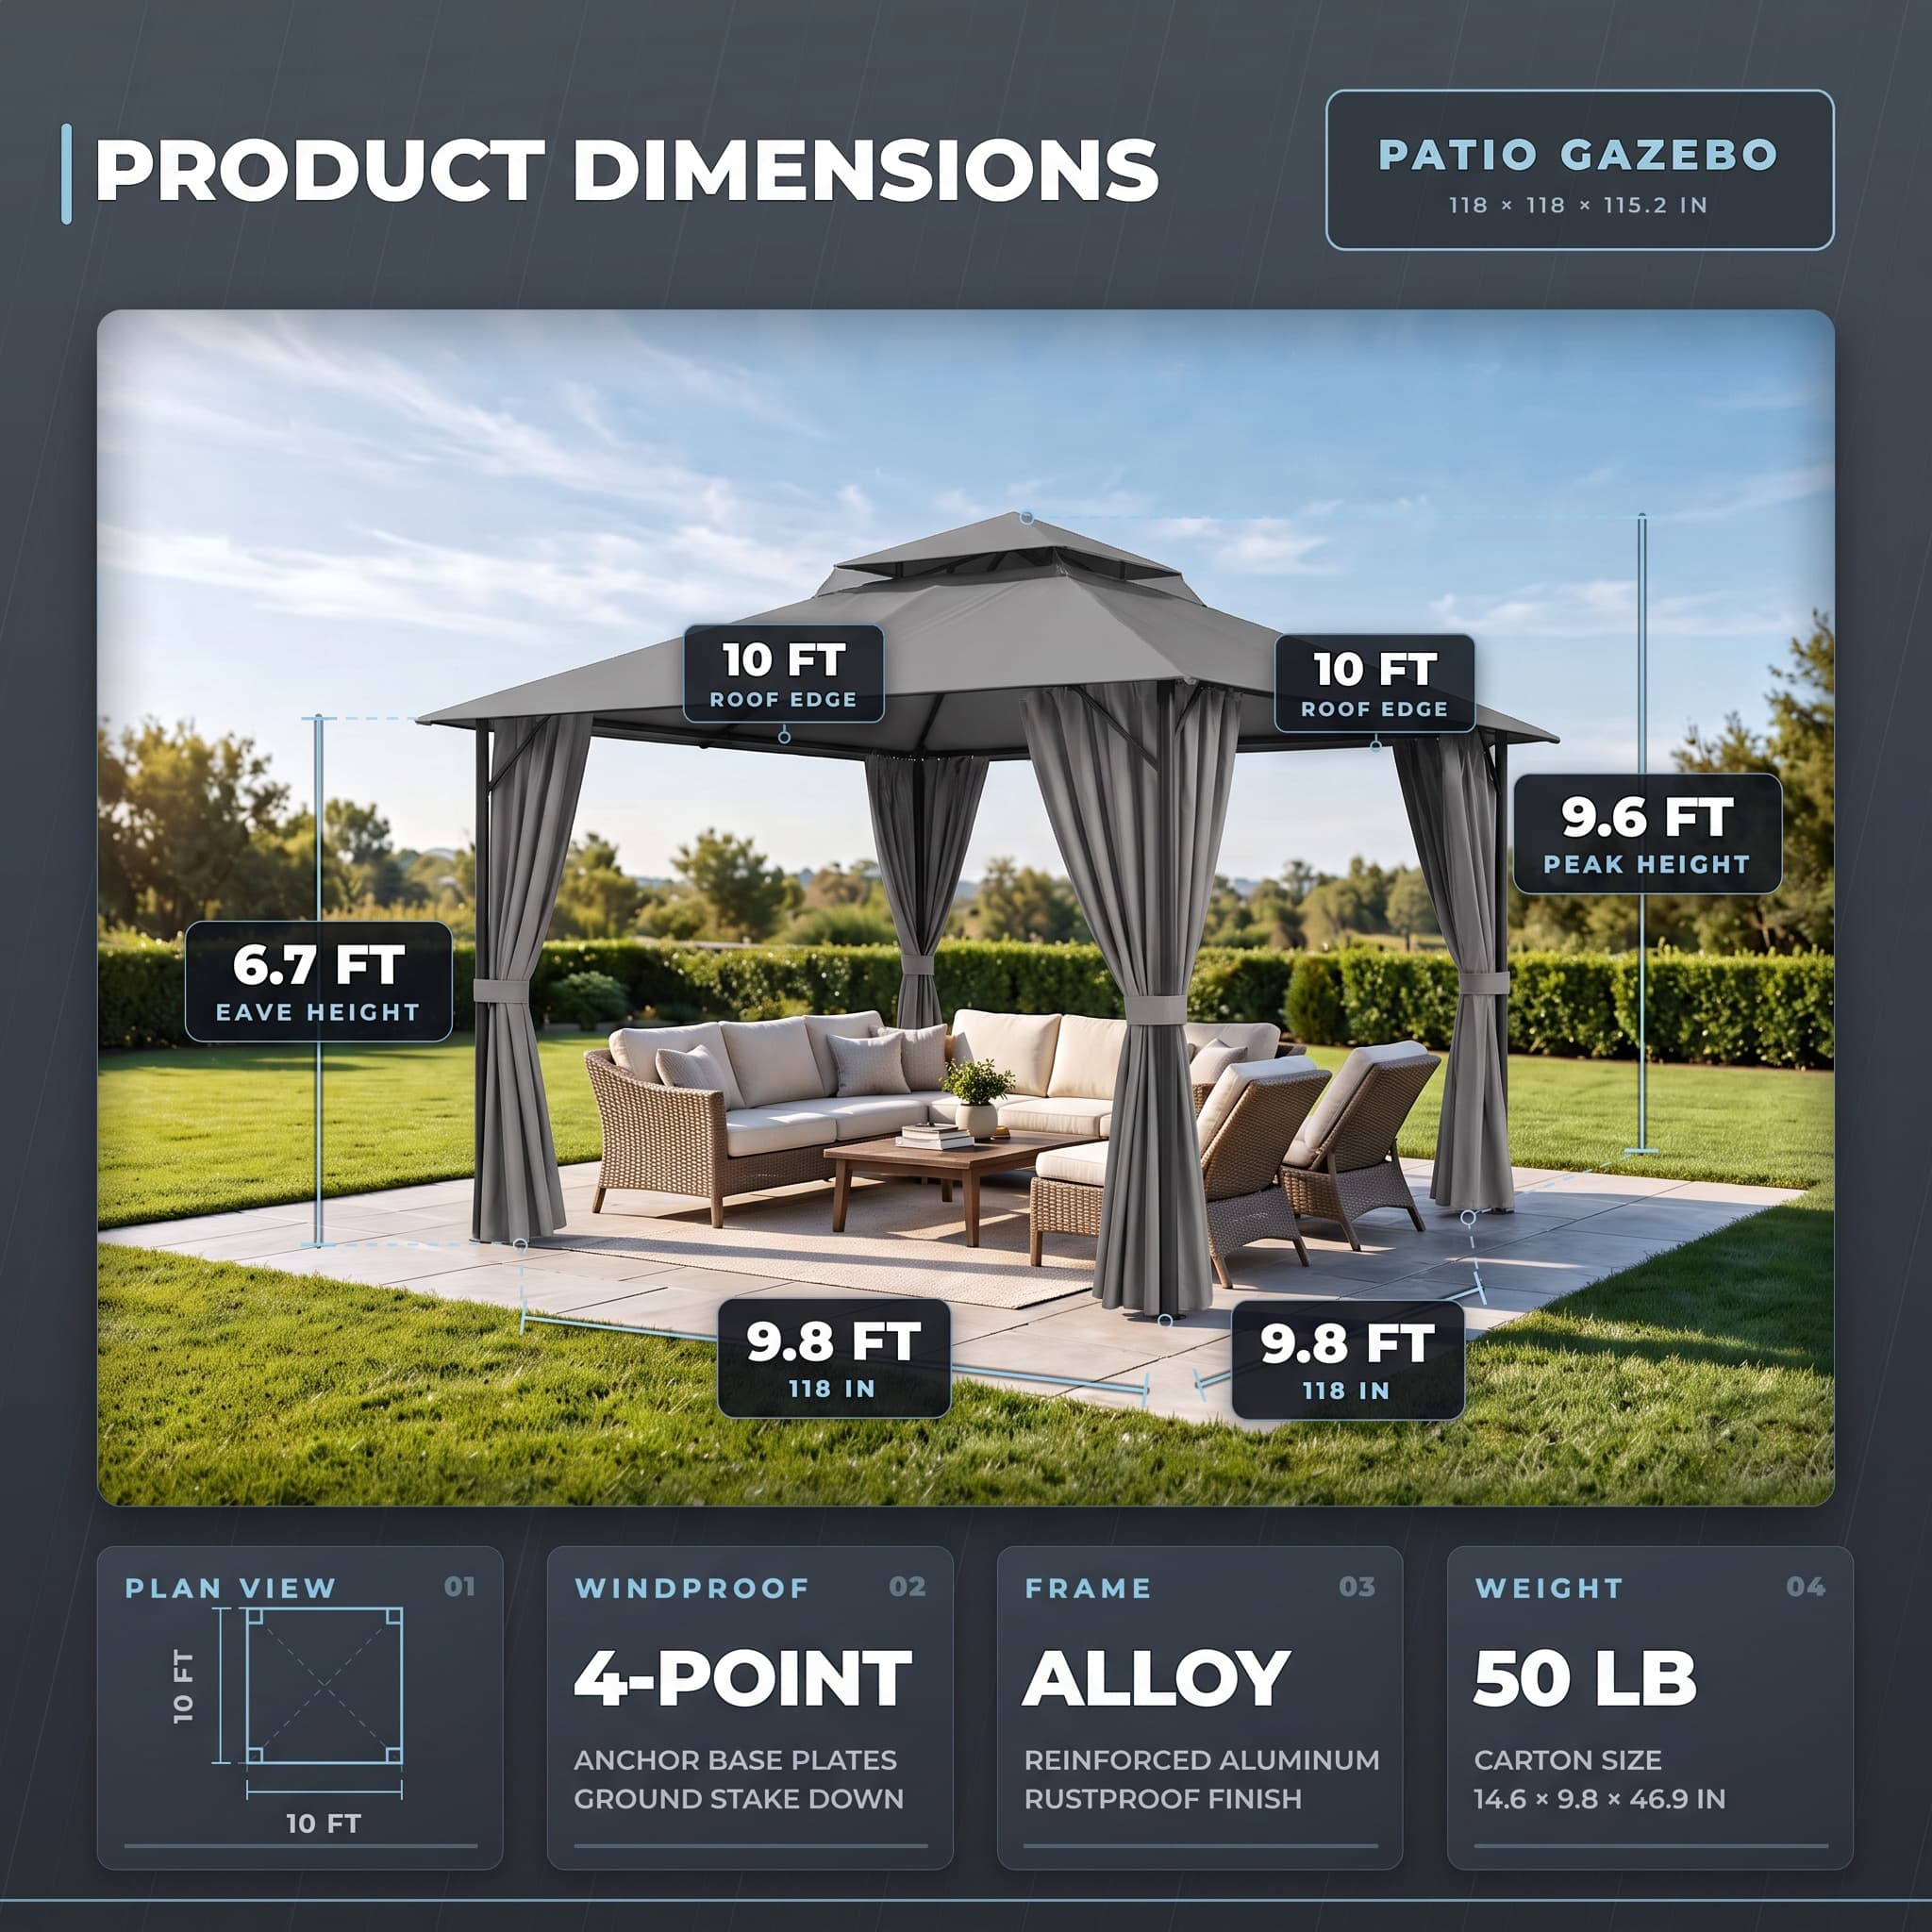 PRODUCT DIMENSIONS
PATIO GAZEBO
118 × 118 × 115.2 IN
10 FT
ROOF EDGE
10 FT
ROOF EDGE
9.6 FT
PEAK HEIGHT
6.7 FT
EAVE HEIGHT
9.8 FT
118 IN
9.8 FT
118 IN
PLAN VIEW
01
10 FT
10 FT
WINDPROOF
02
4-POINT
ANCHOR BASE PLATES
GROUND STAKE DOWN
FRAME
03
ALLOY
REINFORCED ALUMINUM
RUSTPROOF FINISH
WEIGHT
04
50 LB
CARTON SIZE
14.6 × 9.8 × 46.9 IN